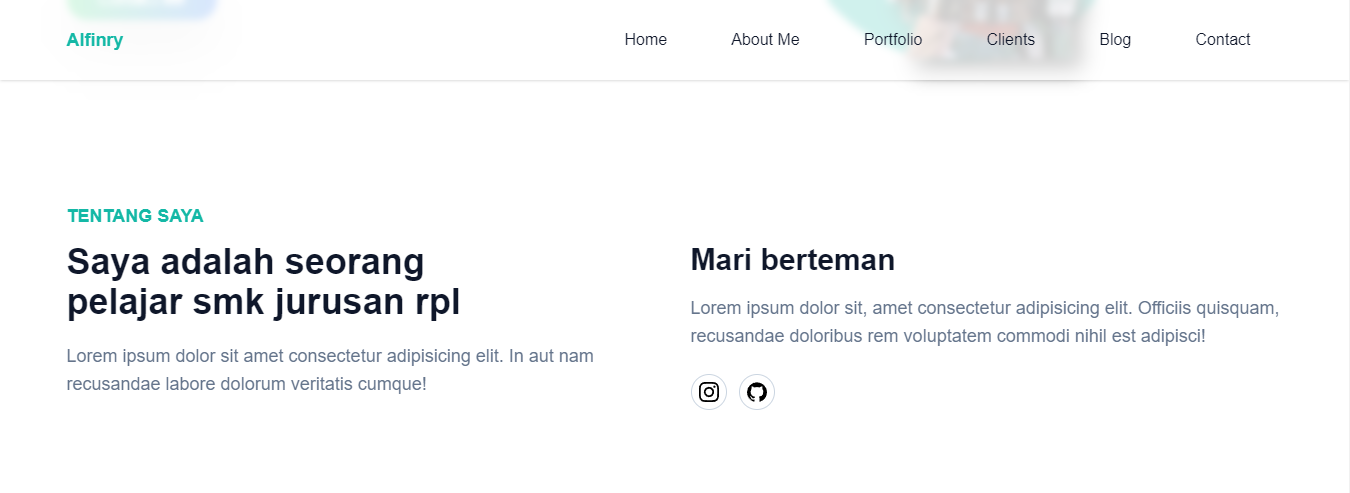 Alfinry
Home
About Me
Portfolio
Clients
Blog
Contact
TENTANG SAYA
Saya adalah seorang
pelajar smk jurusan rpl
Lorem ipsum dolor sit amet consectetur adipisicing elit. In aut nam
recusandae labore dolorum veritatis cumque!
Mari berteman
Lorem ipsum dolor sit, amet consectetur adipisicing elit. Officiis quisquam,
recusandae doloribus rem voluptatem commodi nihil est adipisci!